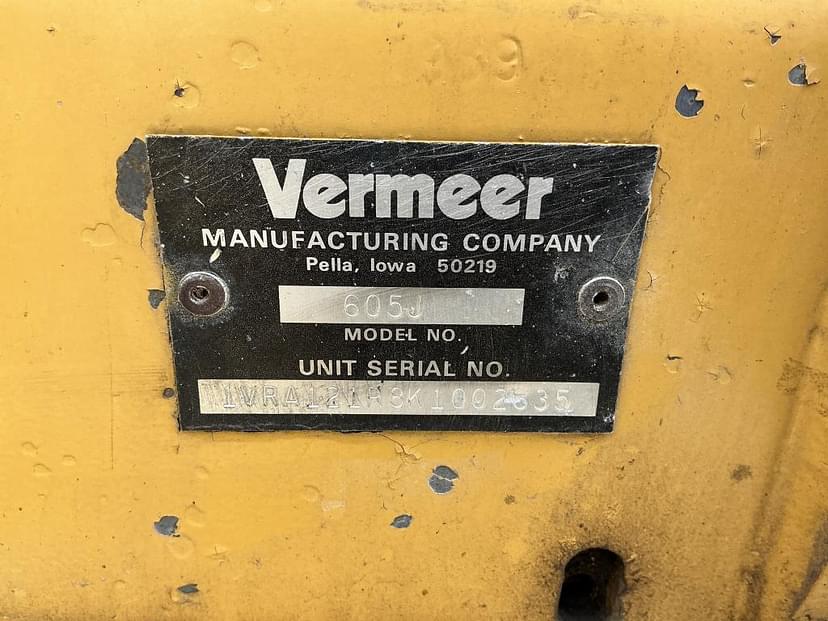 Vermeer
MANUFACTURING COMPANY
Pella, Iowa 50219
605J
MODEL NO.
UNIT SERIAL NO.